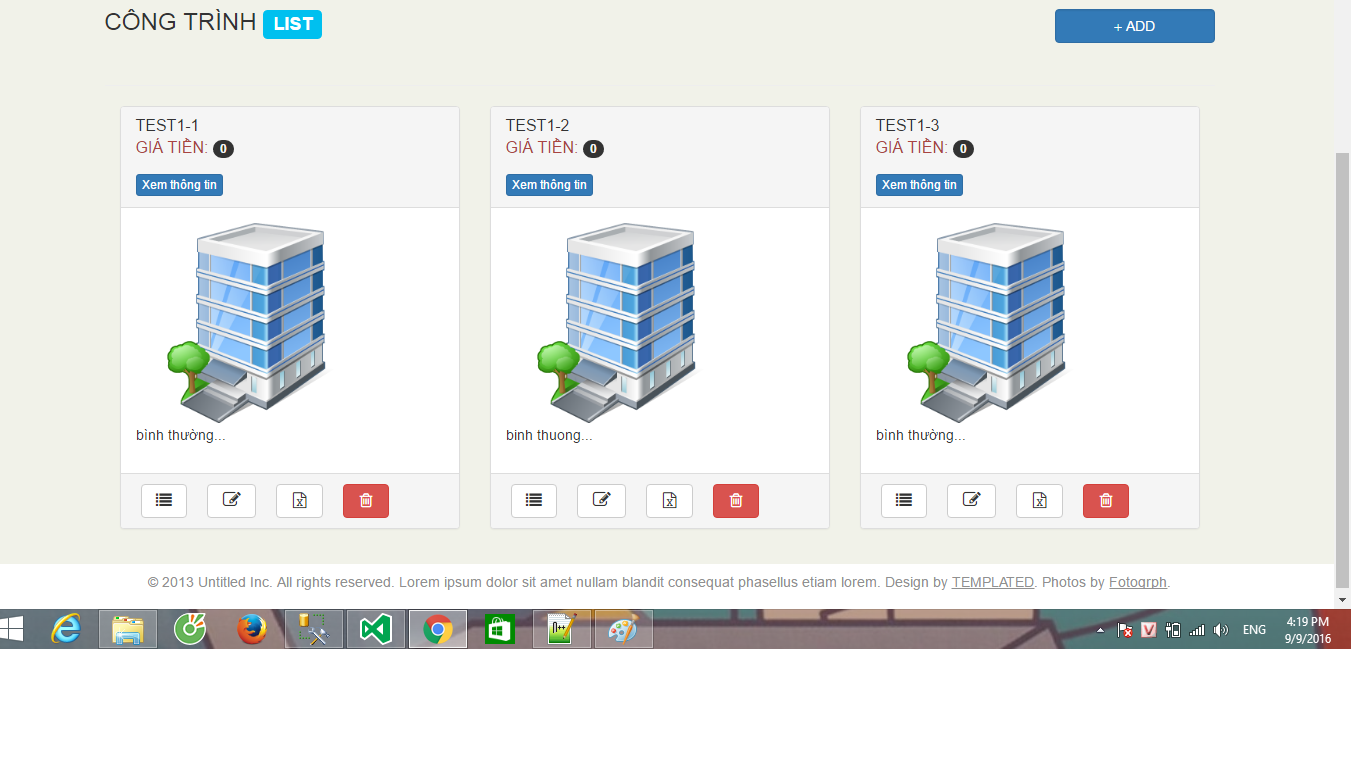 CÔNG TRÌNH LIST
+ ADD
TEST1-1
GIÁ TIỀN: 0
Xem thông tin
bình thường...
TEST1-2
GIÁ TIỀN: 0
Xem thông tin
binh thuong...
TEST1-3
GIÁ TIỀN: 0
Xem thông tin
bình thường...
© 2013 Untitled Inc. All rights reserved. Lorem ipsum dolor sit amet nullam blandit consequat phasellus etiam lorem. Design by TEMPLATED. Photos by Fotogrph.
ENG
4:19 PM
9/9/2016